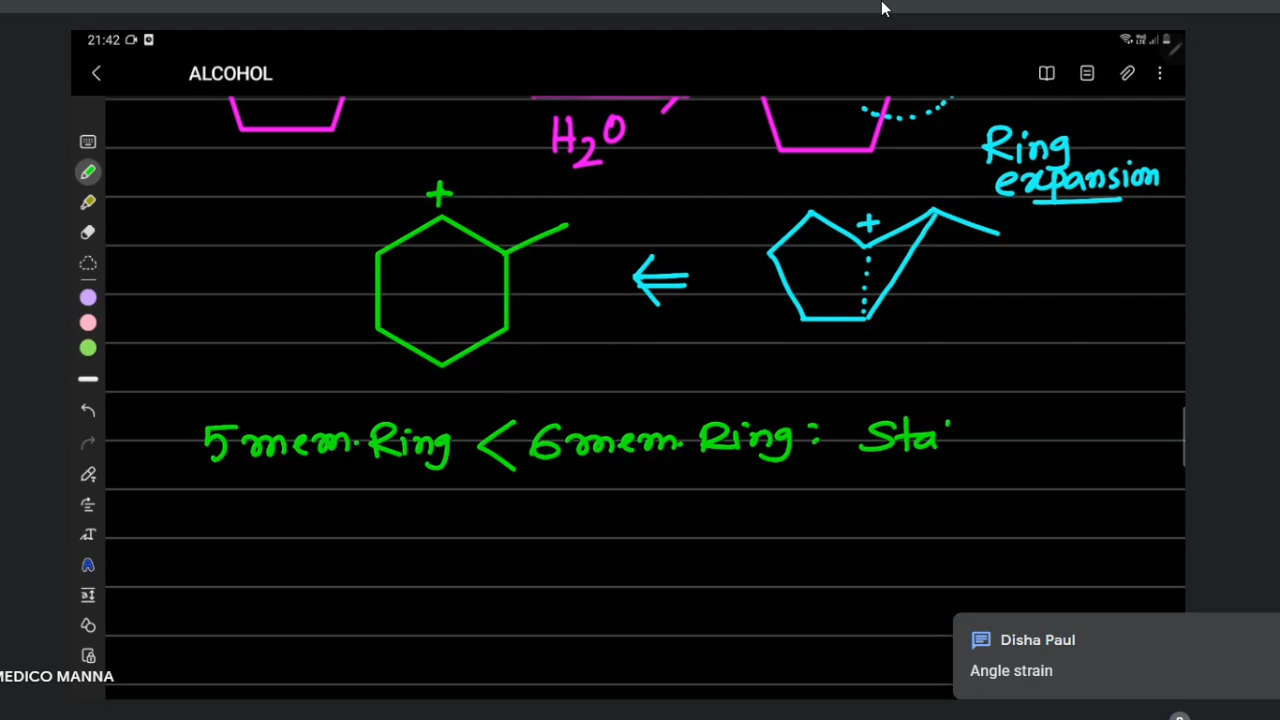 21:42
ALCOHOL
H2O
Ring
expansion
+
+
5 mem. Ring < 6 mem. Ring : Sta
Disha Paul
Angle strain
MEDICO MANNA